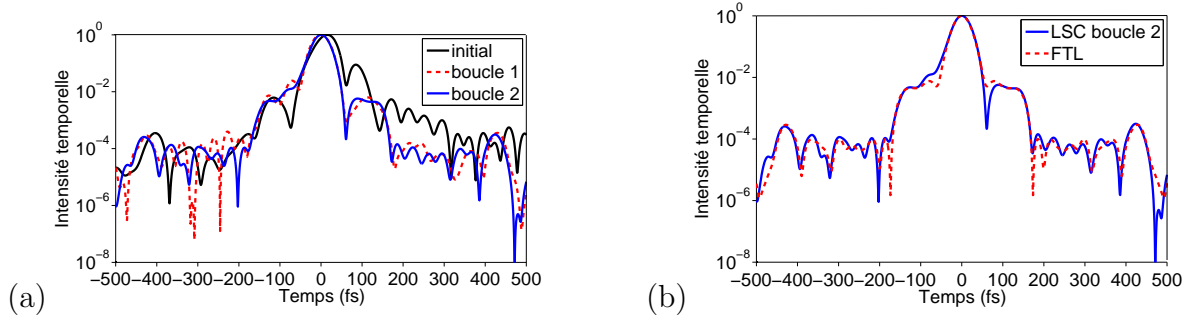 10^0
10^-2
10^-4
10^-6
10^-8
Intensité temporelle
−500−400−300−200−100 0 100 200 300 400 500
Temps (fs)
initial
boucle 1
boucle 2
(a)
10^0
10^-2
10^-4
10^-6
10^-8
Intensité temporelle
−500−400−300−200−100 0 100 200 300 400 500
Temps (fs)
LSC boucle 2
FTL
(b)